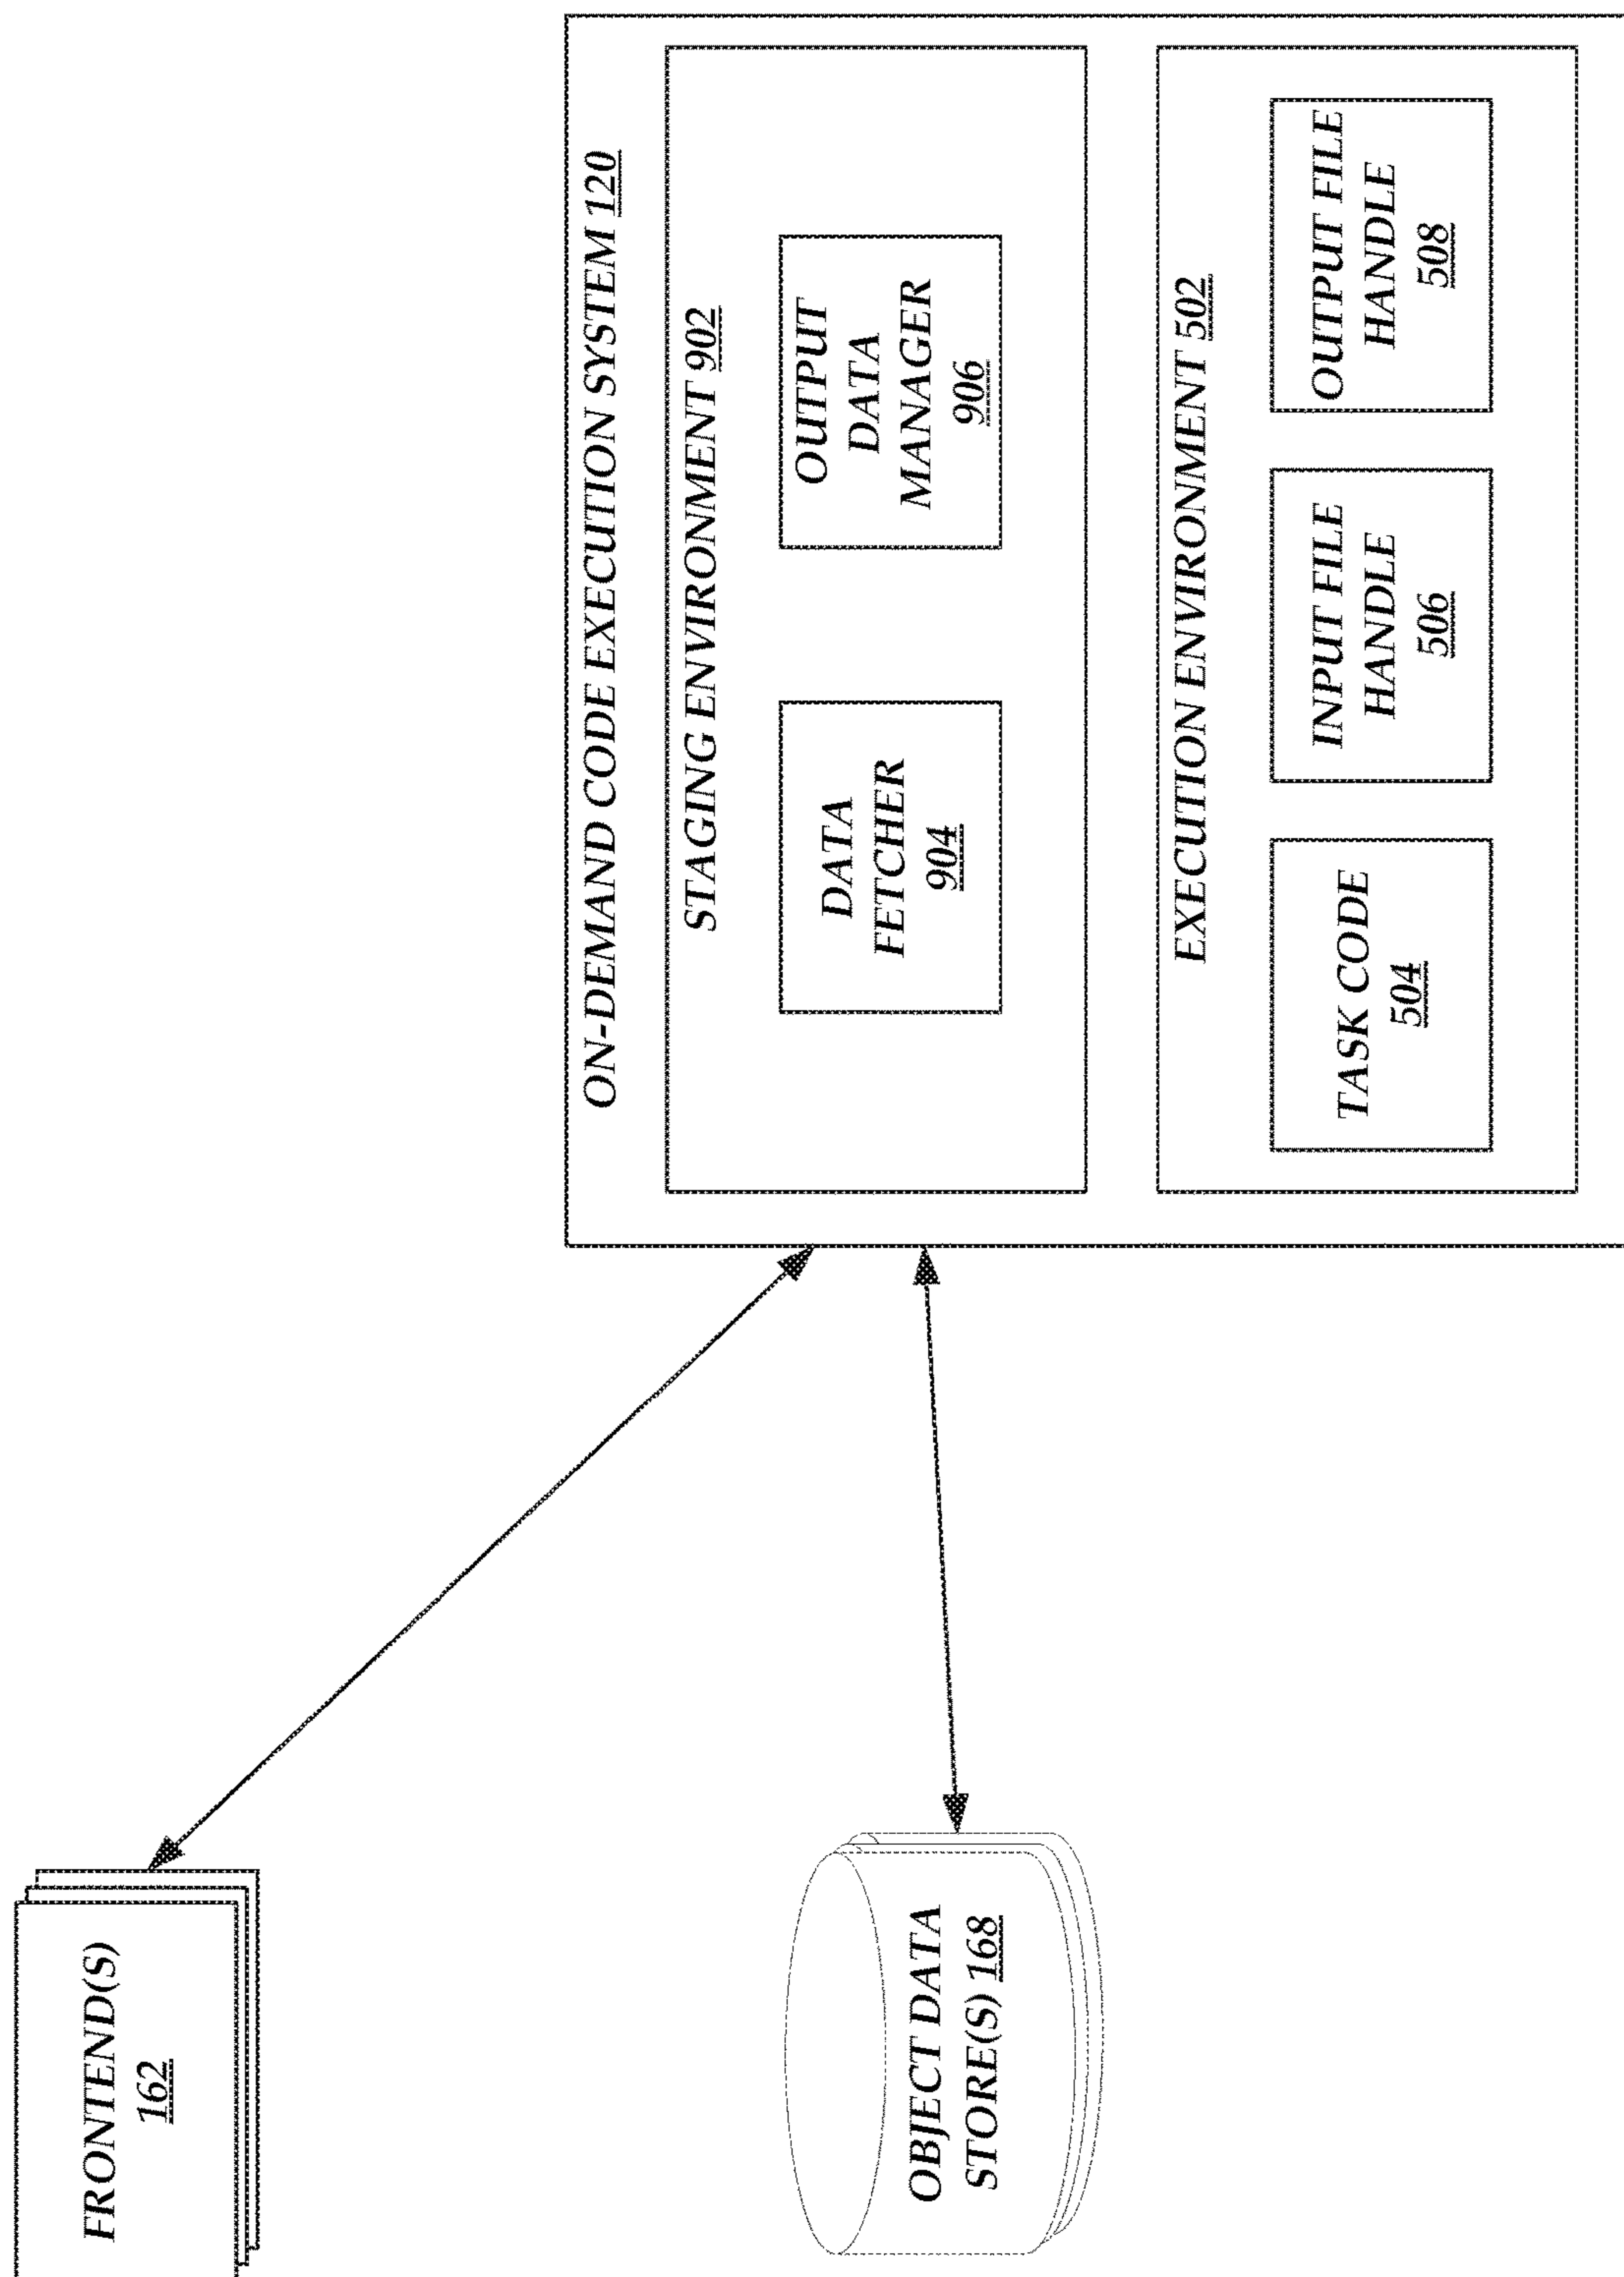 FRONTEND(S)
162
OBJECT DATA
STORE(S) 168
ON-DEMAND CODE EXECUTION SYSTEM 120
STAGING ENVIRONMENT 902
DATA
FETCHER
904
OUTPUT
DATA
MANAGER
906
EXECUTION ENVIRONMENT 502
TASK CODE
504
INPUT FILE
HANDLE
506
OUTPUT FILE
HANDLE
508